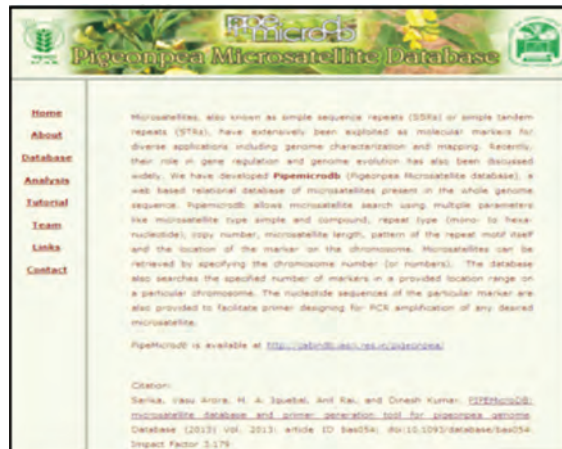 pipe
microdb
Pigeonpea Microsatellite Database
Home
About
Database
Analysis
Tutorial
Team
Links
Contact
Microsatellites, also known as simple sequence repeats (SSRs) or simple tandem
repeats (STRs), have extensively been exploited as molecular markers for
diverse applications including genome characterization and mapping. Recently,
their role in gene regulation and genome evolution has also been discussed
widely. We have developed Pipemicrodb (Pigeonpea Microsatellite database), a
web based relational database of microsatellites present in the whole genome
sequence. Pipemicrodb allows microsatellite search using multiple parameters
like microsatellite type simple and compound, repeat type (mono- to hexa-
nucleotide), copy number, microsatellite length, pattern of the repeat motif itself
and the location of the marker on the chromosome. Microsatellites can be
retrieved by specifying the chromosome number (or numbers). The database
also searches the specified number of markers in a provided location range on
a particular chromosome. The nucleotide sequences of the particular marker are
also provided to facilitate primer designing for PCR amplification of any desired
microsatellite.
PipeMicrodb is available at http://cabindb.iasri.res.in/pigeonpea/
Citation:
Sarika, Vasu Arora, M. A. Iquebal, Anil Rai, and Dinesh Kumar. PIPEMicroDB:
microsatellite database and primer generation tool for pigeonpea genome.
Database (2013) Vol. 2013: article ID bas054; doi:10.1093/database/bas054.
Impact Factor 3.179